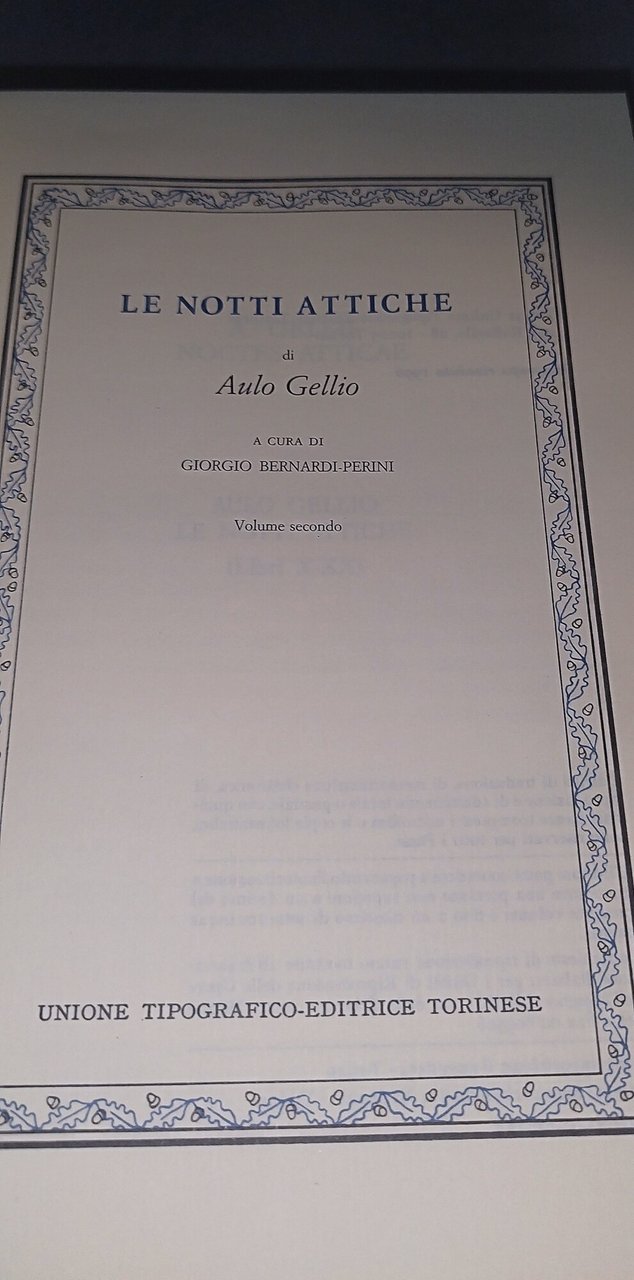 LE NOTTI ATTICHE
di
Aulo Gellio
A CURA DI
GIORGIO BERNARDI-PERINI
Volume secondo
UNIONE TIPOGRAFICO-EDITRICE TORINESE